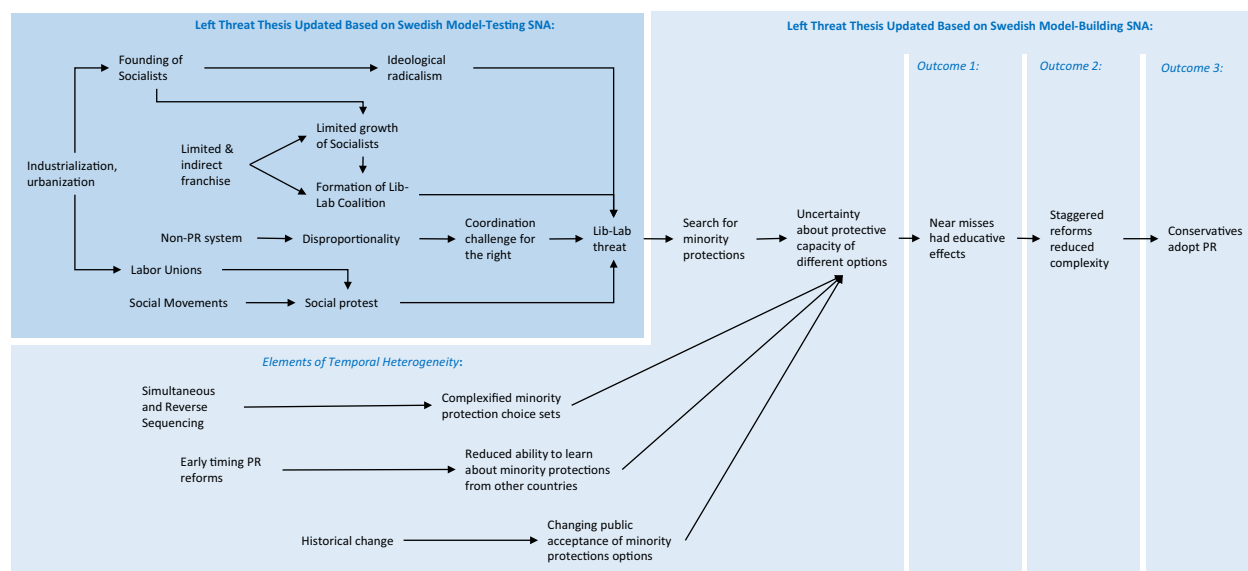 Left Threat Thesis Updated Based on Swedish Model-Testing SNA:
Founding of
Socialists
Ideological
radicalism
Limited growth
of Socialists
Limited &
indirect
franchise
Industrialization,
urbanization
Formation of Lib-
Lab Coalition
Non-PR system
Disproportionality
Coordination
challenge for
the right
Lib-Lab
threat
Labor Unions
Social Movements
Social protest
Left Threat Thesis Updated Based on Swedish Model-Building SNA:
Outcome 1:
Outcome 2:
Outcome 3:
Search for
minority
protections
Uncertainty
about protective
capacity of
different options
Near misses
had educative
effects
Staggered
reforms
reduced
complexity
Conservatives
adopt PR
Elements of Temporal Heterogeneity:
Simultaneous
and Reverse
Sequencing
Complexified minority
protection choice sets
Early timing PR
reforms
Reduced ability to learn
about minority protections
from other countries
Historical change
Changing public
acceptance of minority
protections options